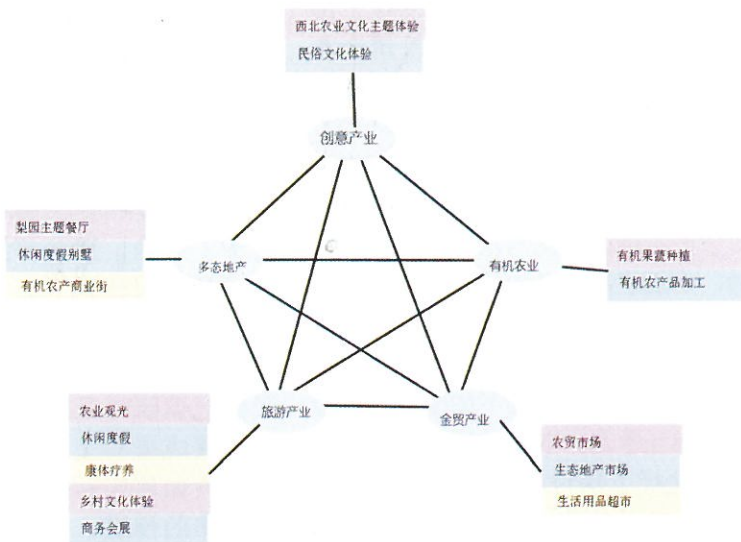 西北农业文化主题体验
民俗文化体验
创意产业
梨园主题餐厅
休闲度假别墅
有机农产商业街
多态地产
有机农业
有机果蔬种植
有机农产品加工
农业观光
休闲度假
康体疗养
乡村文化体验
商务会展
旅游产业
金贸产业
农贸市场
生态地产市场
生活用品超市